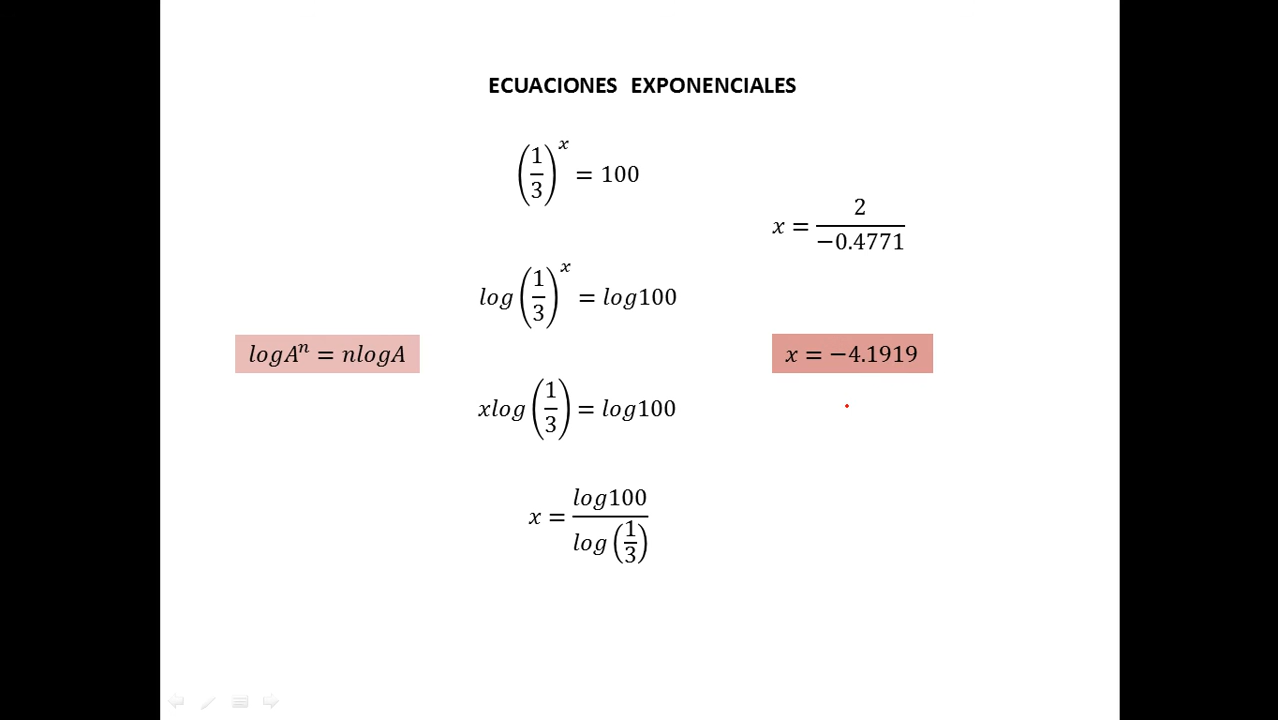 ECUACIONES EXPONENCIALES
(1/3)^x = 100
log(1/3)^x = log100
logA^n = nlogA
xlog(1/3) = log100
x = log100/log(1/3)
x = 2/−0.4771
x = −4.1919